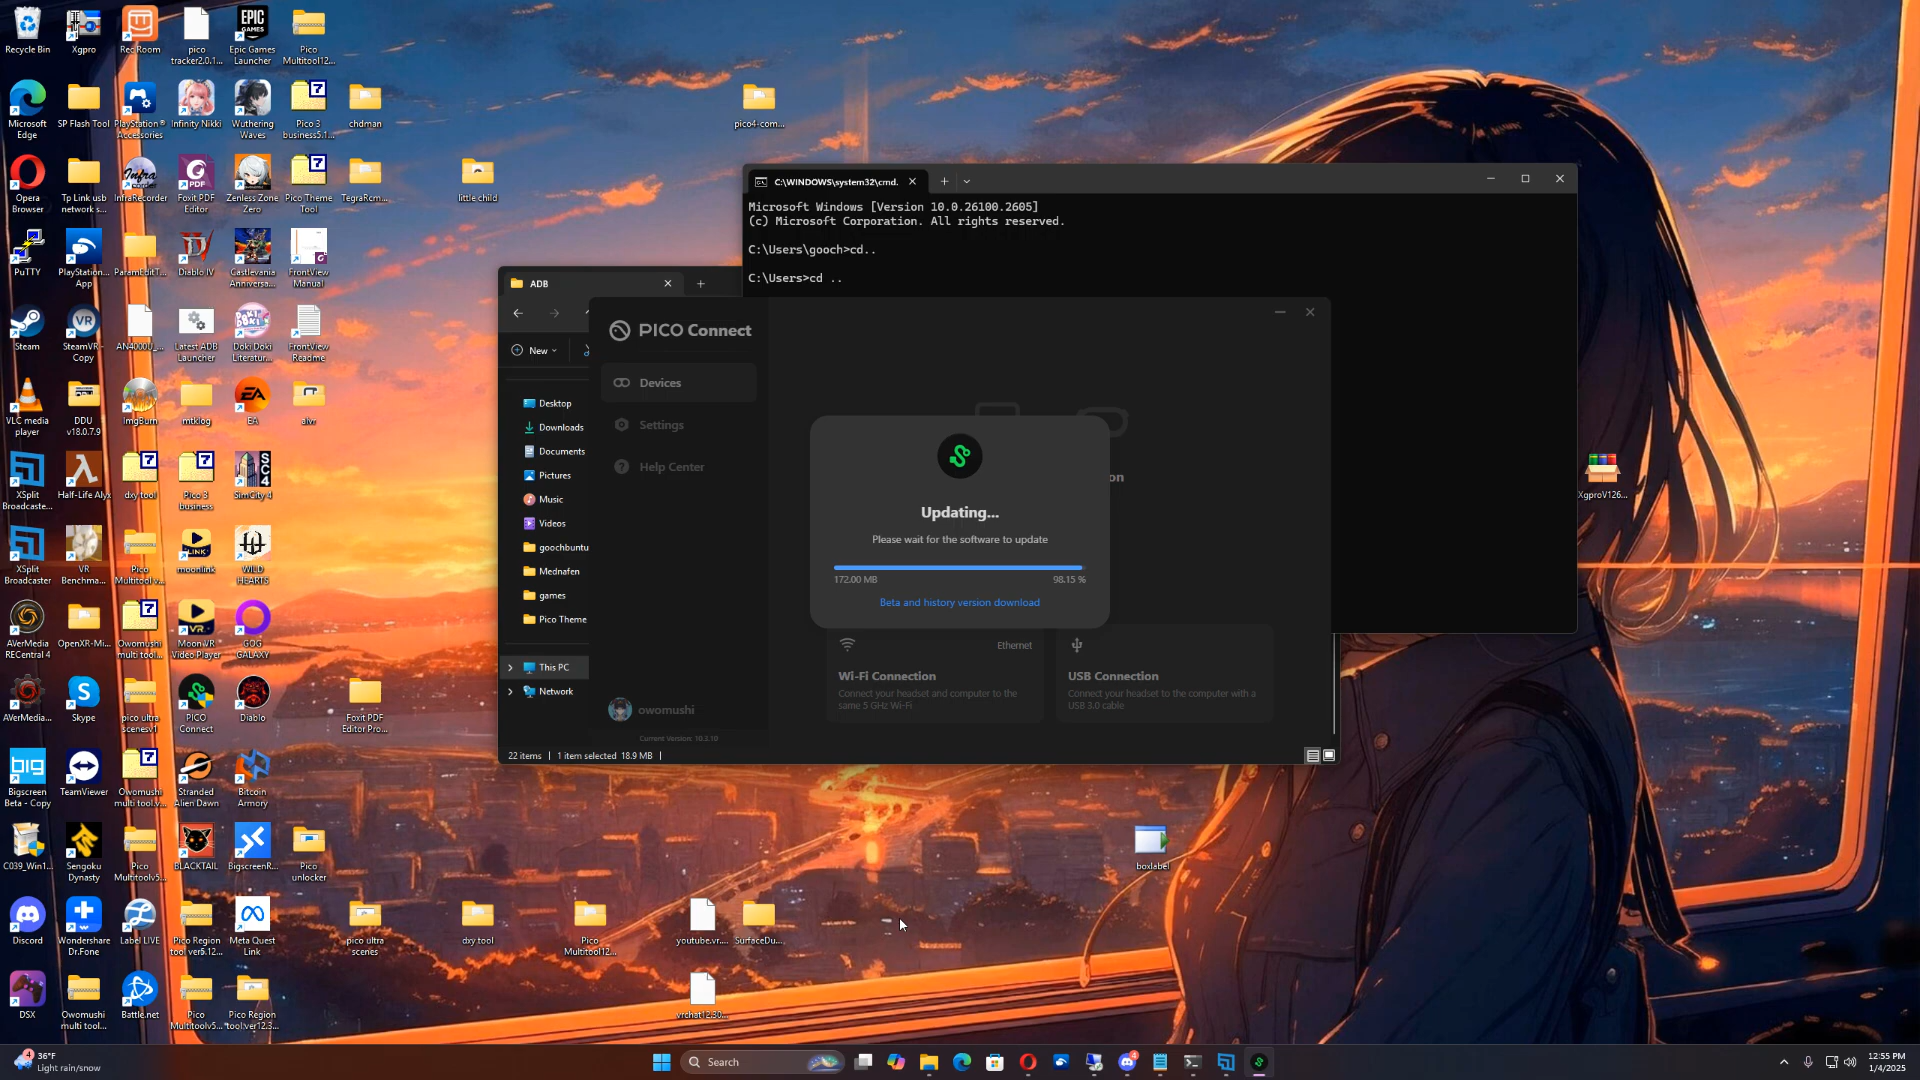 Recycle Bin
Xgpro
Rec Room
pico
tracker2.0.1...
Epic Games
Launcher
Pico
Multitool12...
Microsoft
Edge
SP Flash Tool
PlayStation®
Accessories
Infinity Nikki
Wuthering
Waves
Pico 3
business5.1...
chdman
pico4-com...
Opera
Browser
Tp Link usb
network s...
InfraRecorder
Foxit PDF
Editor
Zenless Zone
Zero
Pico Theme
Tool
TegraRcm...
little child
PuTTY
PlayStation...
App
ParamEditT...
Diablo IV
Castlevania
Anniversa...
FrontView
Manual
Steam
SteamVR -
Copy
AN4000U_...
Latest ADB
Launcher
Doki Doki
Literatur...
FrontView
Readme
VLC media
player
DDU
v18.0.7.9
ImgBurn
mtklog
EA
alvr
XSplit
Broadcaste...
Half-Life Alyx
dxy tool
Pico 3
business
SimCity 4
XSplit
Broadcaster
VR
Benchma...
Pico
Multitool v...
moonlink
WILD
HEARTS
AVerMedia
RECentral 4
OpenXR-Mi...
Owomushi
multi tool...
MoonVR
Video Player
GOG
GALAXY
AVerMedia...
Skype
pico ultra
scenesv1
PICO
Connect
Diablo
Foxit PDF
Editor Pro...
Bigscreen
Beta - Copy
TeamViewer
Owomushi
multi tool.v...
Stranded
Alien Dawn
Bitcoin
Armory
C039_Win1...
Sengoku
Dynasty
Pico
Multitoolv5...
BLACKTAIL
BigscreenR...
Pico
unlocker
Discord
Wondershare
Dr.Fone
Label LIVE
Pico Region
tool ver6.12...
Meta Quest
Link
pico ultra
scenes
dxy.tool
Pico
Multitool12...
youtube.vr....
SurfaceDu...
DSX
Owomushi
multi tool...
Battle.net
Pico
Multitoolv5...
Pico Region
tool.ver12.3...
vrchat12.30...
boxlabel
XgproV126...
C:\WINDOWS\system32\cmd.
Microsoft Windows [Version 10.0.26100.2605]
(c) Microsoft Corporation. All rights reserved.
C:\Users\gooch>cd..
C:\Users>cd ..
ADB
New
Desktop
Downloads
Documents
Pictures
Music
Videos
goochbuntu
Mednafen
games
Pico Theme
This PC
Network
22 items
1 item selected 18.9 MB
PICO Connect
Devices
Settings
Help Center
on
Updating...
Please wait for the software to update
172.00 MB
98.15 %
Beta and history version download
Ethernet
Wi-Fi Connection
Connect your headset and computer to the
same 5 GHz Wi-Fi
USB Connection
Connect your headset to the computer with a
USB 3.0 cable
owomushi
Current Version: 10.3.10
4
36°F
Light rain/snow
Search
12:55 PM
1/4/2025